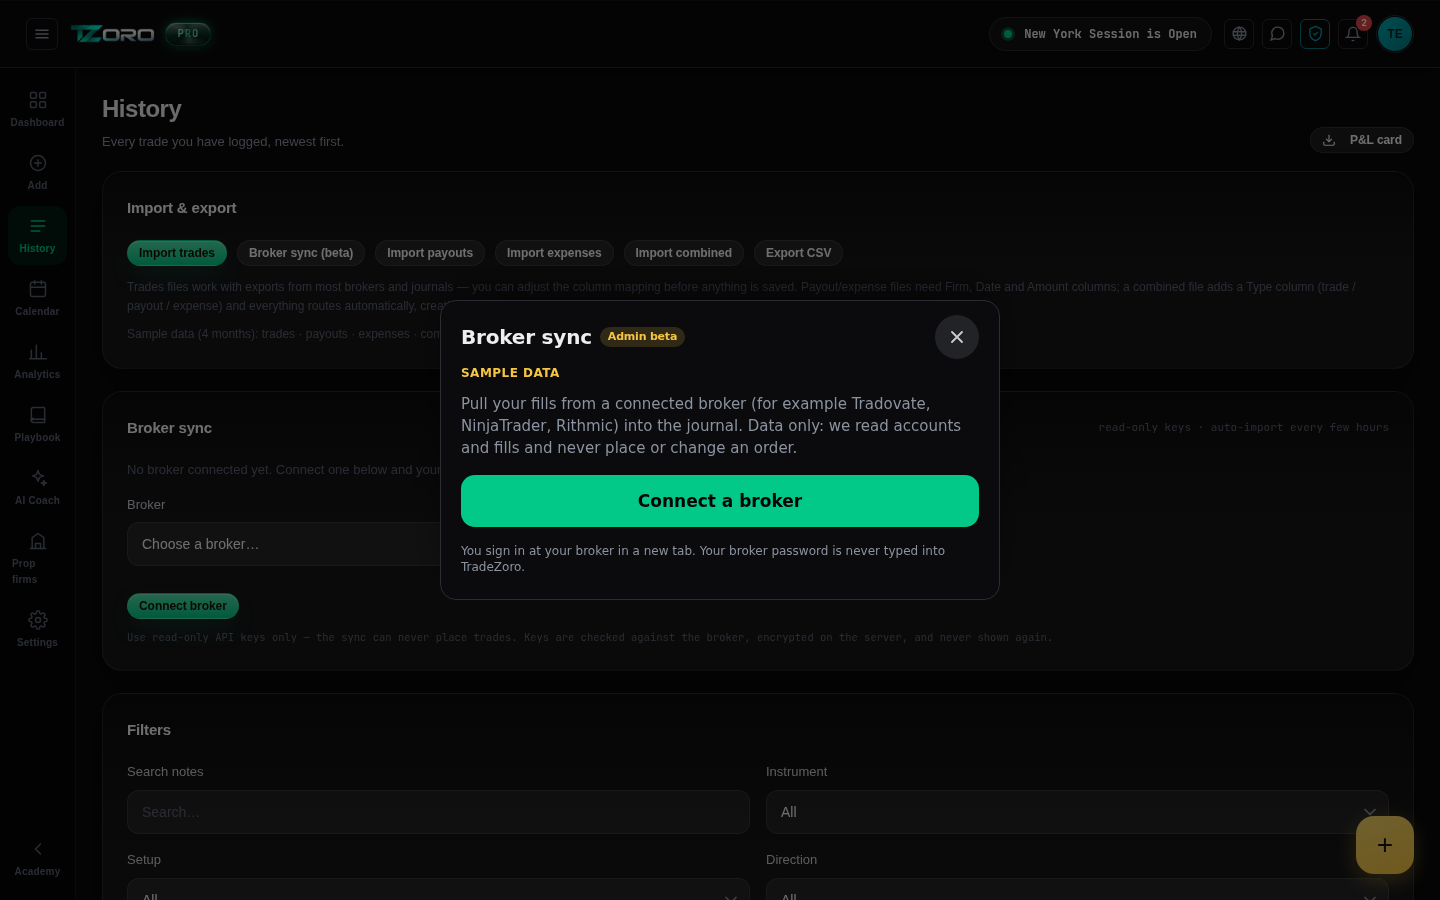 TZORO PRO
New York Session is Open
2
TE
Dashboard
Add
History
Calendar
Analytics
Playbook
AI Coach
Prop
firms
Settings
Academy
History
Every trade you have logged, newest first.
P&L card
Import & export
Import trades
Broker sync (beta)
Import payouts
Import expenses
Import combined
Export CSV
Trades files work with exports from most brokers and journals — you can adjust the column mapping before anything is saved. Payout/expense files need Firm, Date and Amount columns; a combined file adds a Type column (trade /
payout / expense) and everything routes automatically,
Sample data (4 months): trades · payouts · expenses ·
Broker sync
read-only keys · auto-import every few hours
No broker connected yet. Connect one below and your
Broker
Choose a broker…
Connect broker
Use read-only API keys only — the sync can never place trades. Keys are checked against the broker, encrypted on the server, and never shown again.
Broker sync
Admin beta
SAMPLE DATA
Pull your fills from a connected broker (for example Tradovate,
NinjaTrader, Rithmic) into the journal. Data only: we read accounts
and fills and never place or change an order.
Connect a broker
You sign in at your broker in a new tab. Your broker password is never typed into
TradeZoro.
Filters
Search notes
Search…
Instrument
All
Setup
All
Direction
All